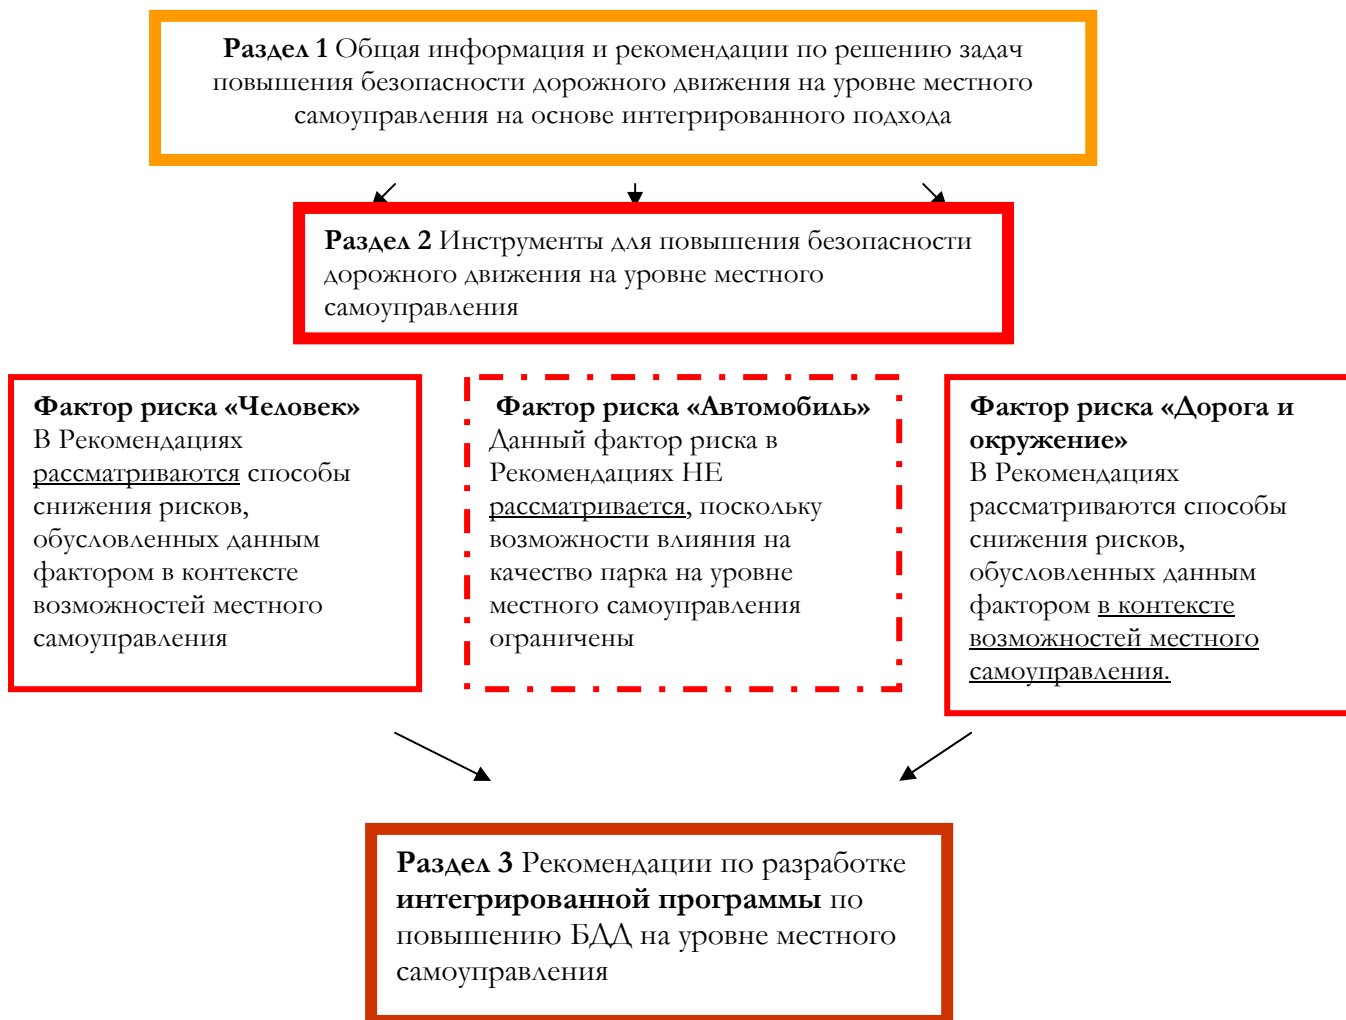 Раздел 1 Общая информация и рекомендации по решению задач
повышения безопасности дорожного движения на уровне местного
самоуправления на основе интегрированного подхода
Раздел 2 Инструменты для повышения безопасности
дорожного движения на уровне местного
самоуправления
Фактор риска «Человек»
В Рекомендациях
рассматриваются способы
снижения рисков,
обусловленных данным
фактором в контексте
возможностей местного
самоуправления
Фактор риска «Автомобиль»
Данный фактор риска в
Рекомендациях НЕ
рассматривается, поскольку
возможности влияния на
качество парка на уровне
местного самоуправления
ограничены
Фактор риска «Дорога и
окружение»
В Рекомендациях
рассматриваются способы
снижения рисков,
обусловленных данным
фактором в контексте
возможностей местного
самоуправления.
Раздел 3 Рекомендации по разработке
интегрированной программы по
повышению БДД на уровне местного
самоуправления